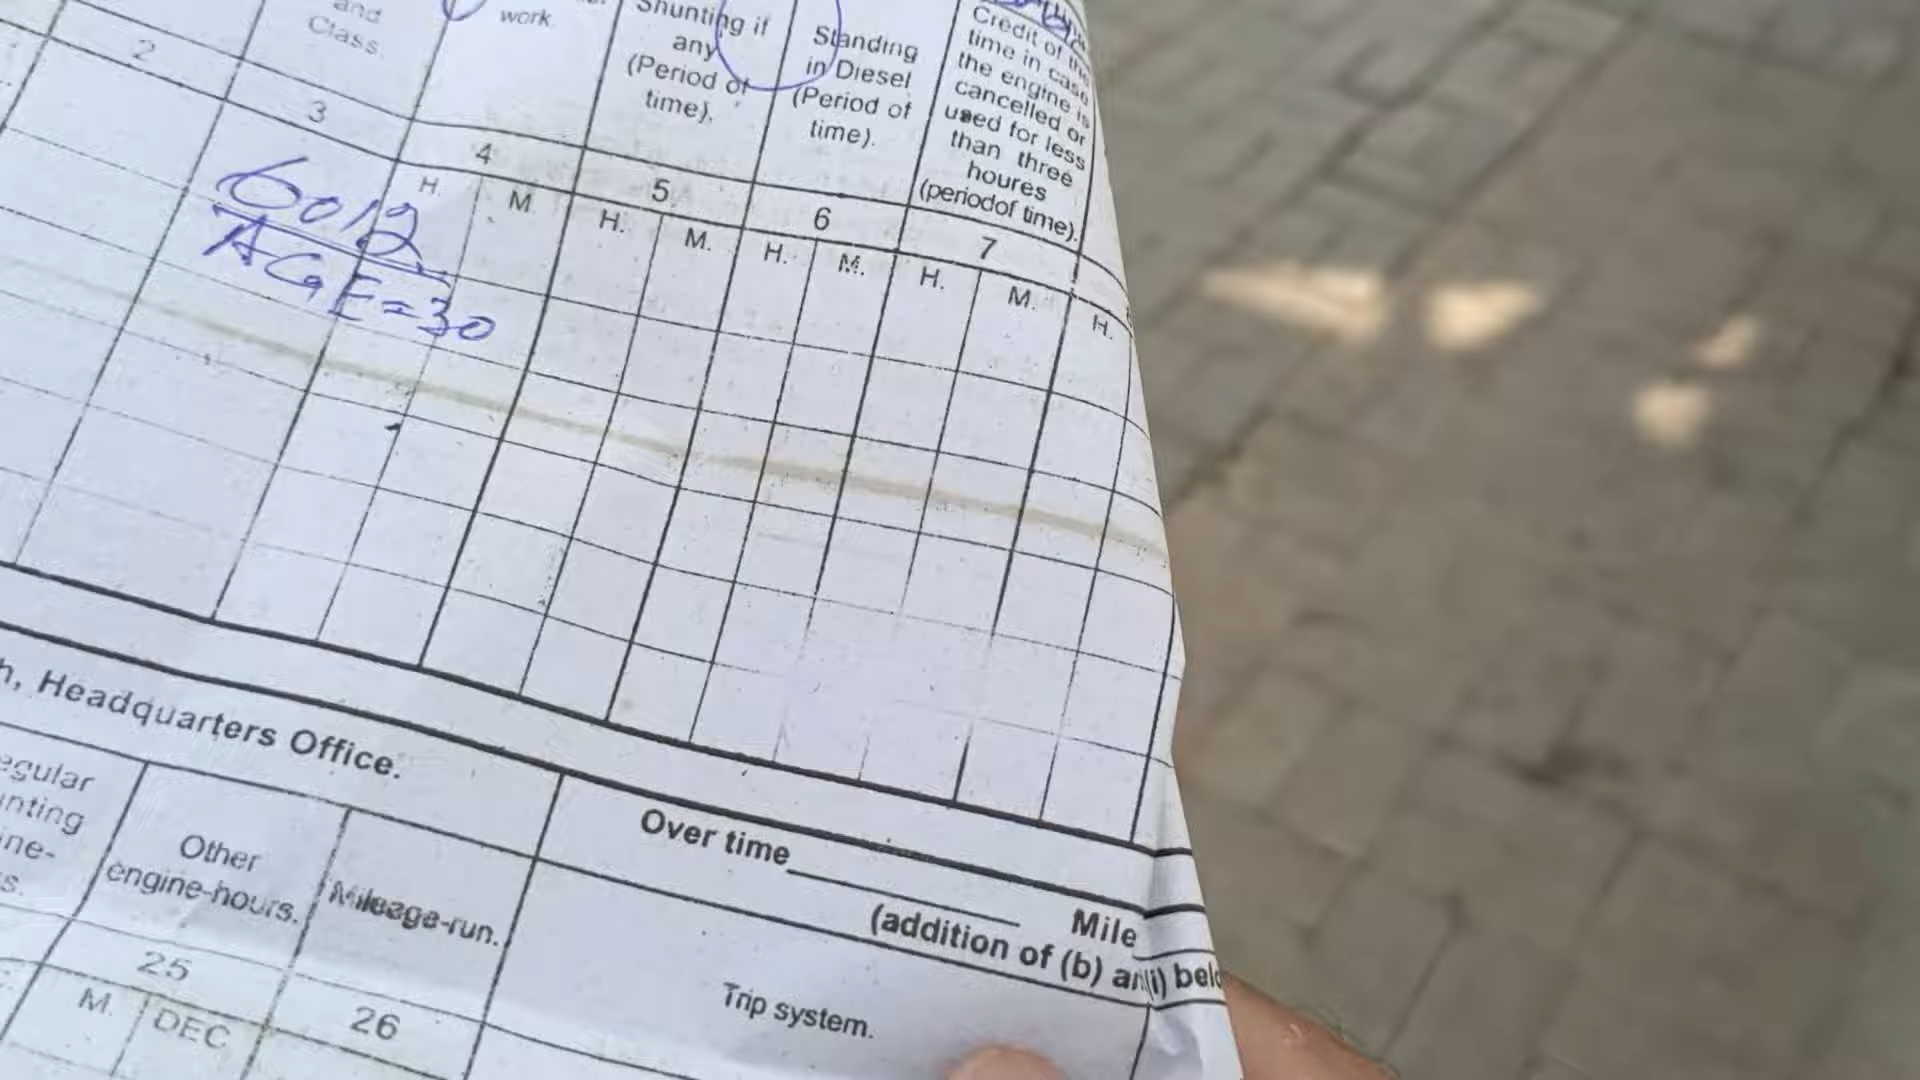 and
Class.
work.
Shunting if
any
(Period of
time).
Standing
in Diesel
(Period of
time).
Credit of the
time in case
the engine is
cancelled or
used for less
than three
houres
(periodof time).
2
3
4
5
6
7
H.
M.
H.
M.
H.
M.
H.
M.
H.
6012
AGE=30
Headquarters Office.
Other
engine-hours.
Mileage-run.
Over time
Mile
(addition of (b) an (i) belo
Trip system.
25
26
M.
DEC